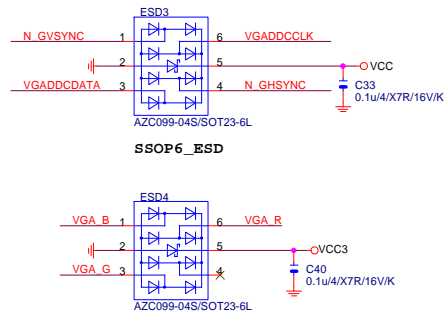 ESD3
N_GVSYNC 1 6 VGADDCCLK
2 5 VCC
VGADDCDATA 3 4 N_GHSYNC
C33
0.1u/4/X7R/16V/K
AZC099-04S/SOT23-6L
SSOP6_ESD
ESD4
VGA_B 1 6 VGA_R
2 5 VCC3
VGA_G 3 4
C40
0.1u/4/X7R/16V/K
AZC099-04S/SOT23-6L